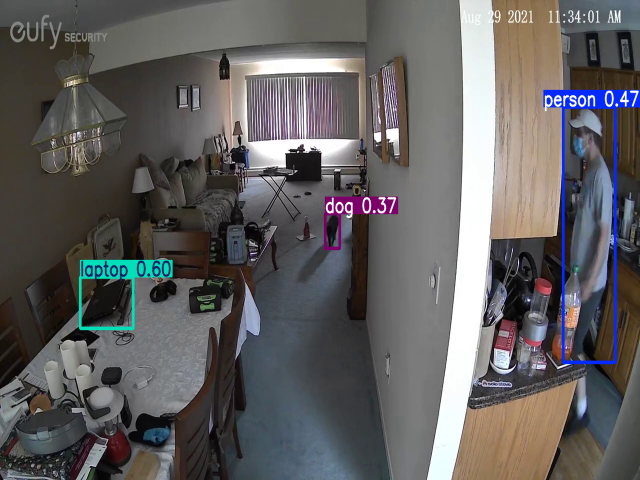 eufy SECURITY
Aug 29 2021 11:34:01 AM
person 0.47
dog 0.37
laptop 0.60